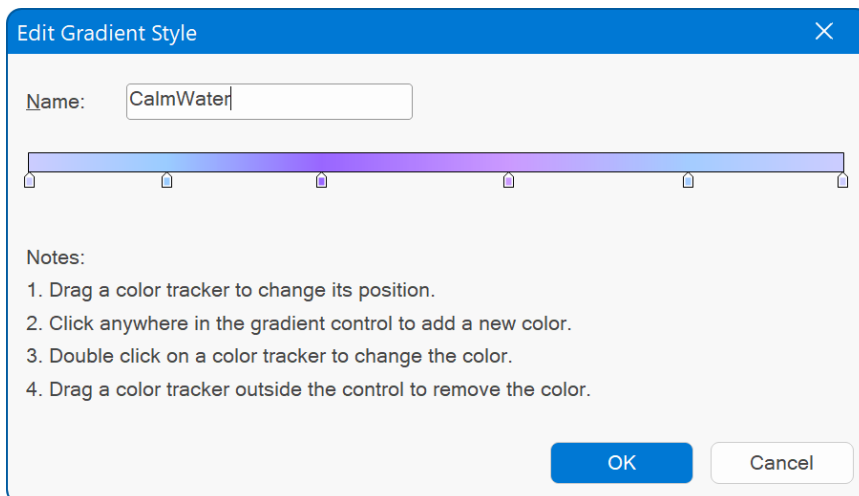 Edit Gradient Style
Name: CalmWater
Notes:
1. Drag a color tracker to change its position.
2. Click anywhere in the gradient control to add a new color.
3. Double click on a color tracker to change the color.
4. Drag a color tracker outside the control to remove the color.
OK Cancel